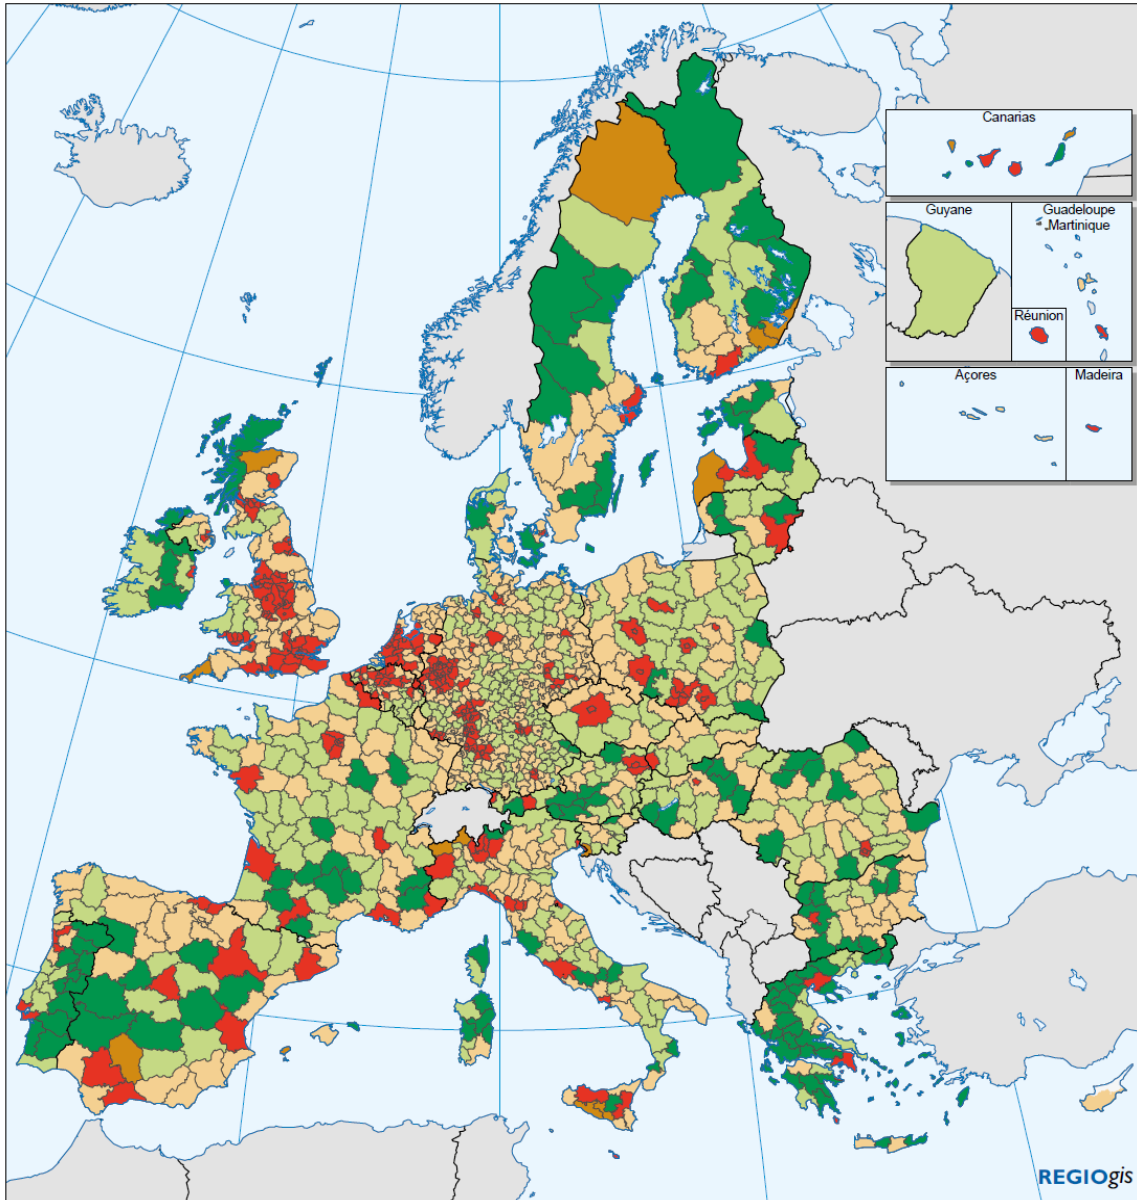 Canarias
Guyane
Guadeloupe
Martinique
Réunion
Açores
Madeira
REGIOgis